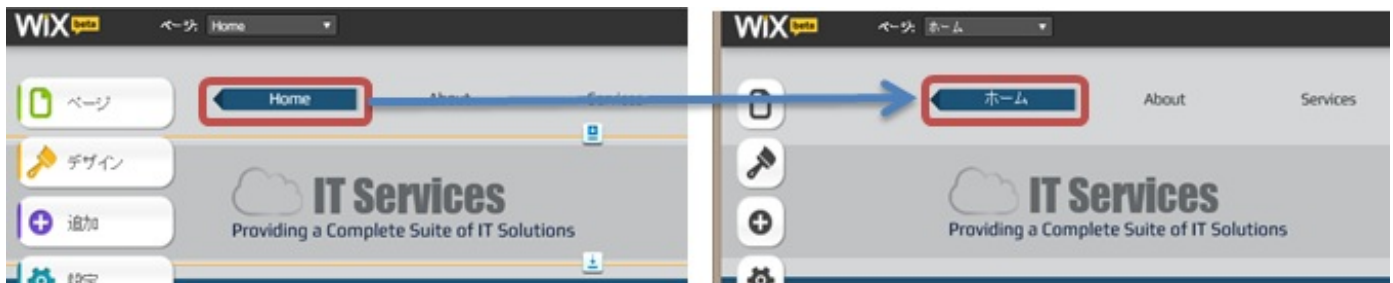 WiX beta ページ: Home
Home About Services
ページ
デザイン
追加
設定
IT Services
Providing a Complete Suite of IT Solutions
WiX beta ページ: ホーム
ホーム About Services
IT Services
Providing a Complete Suite of IT Solutions